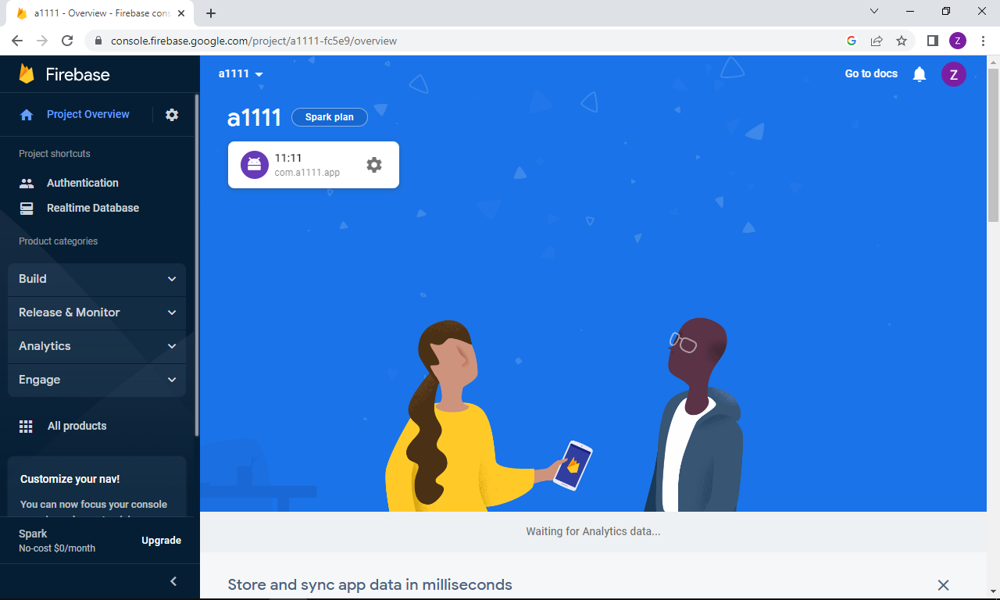 a1111 - Overview - Firebase cons
console.firebase.google.com/project/a1111-fc5e9/overview
Z
Firebase
a1111
Go to docs
Z
Project Overview
a1111
Spark plan
Project shortcuts
11:11
com.a1111.app
Authentication
Realtime Database
Product categories
Build
Release & Monitor
Analytics
Engage
All products
Customize your nav!
You can now focus your console
Spark
No-cost $0/month
Upgrade
Waiting for Analytics data...
Store and sync app data in milliseconds